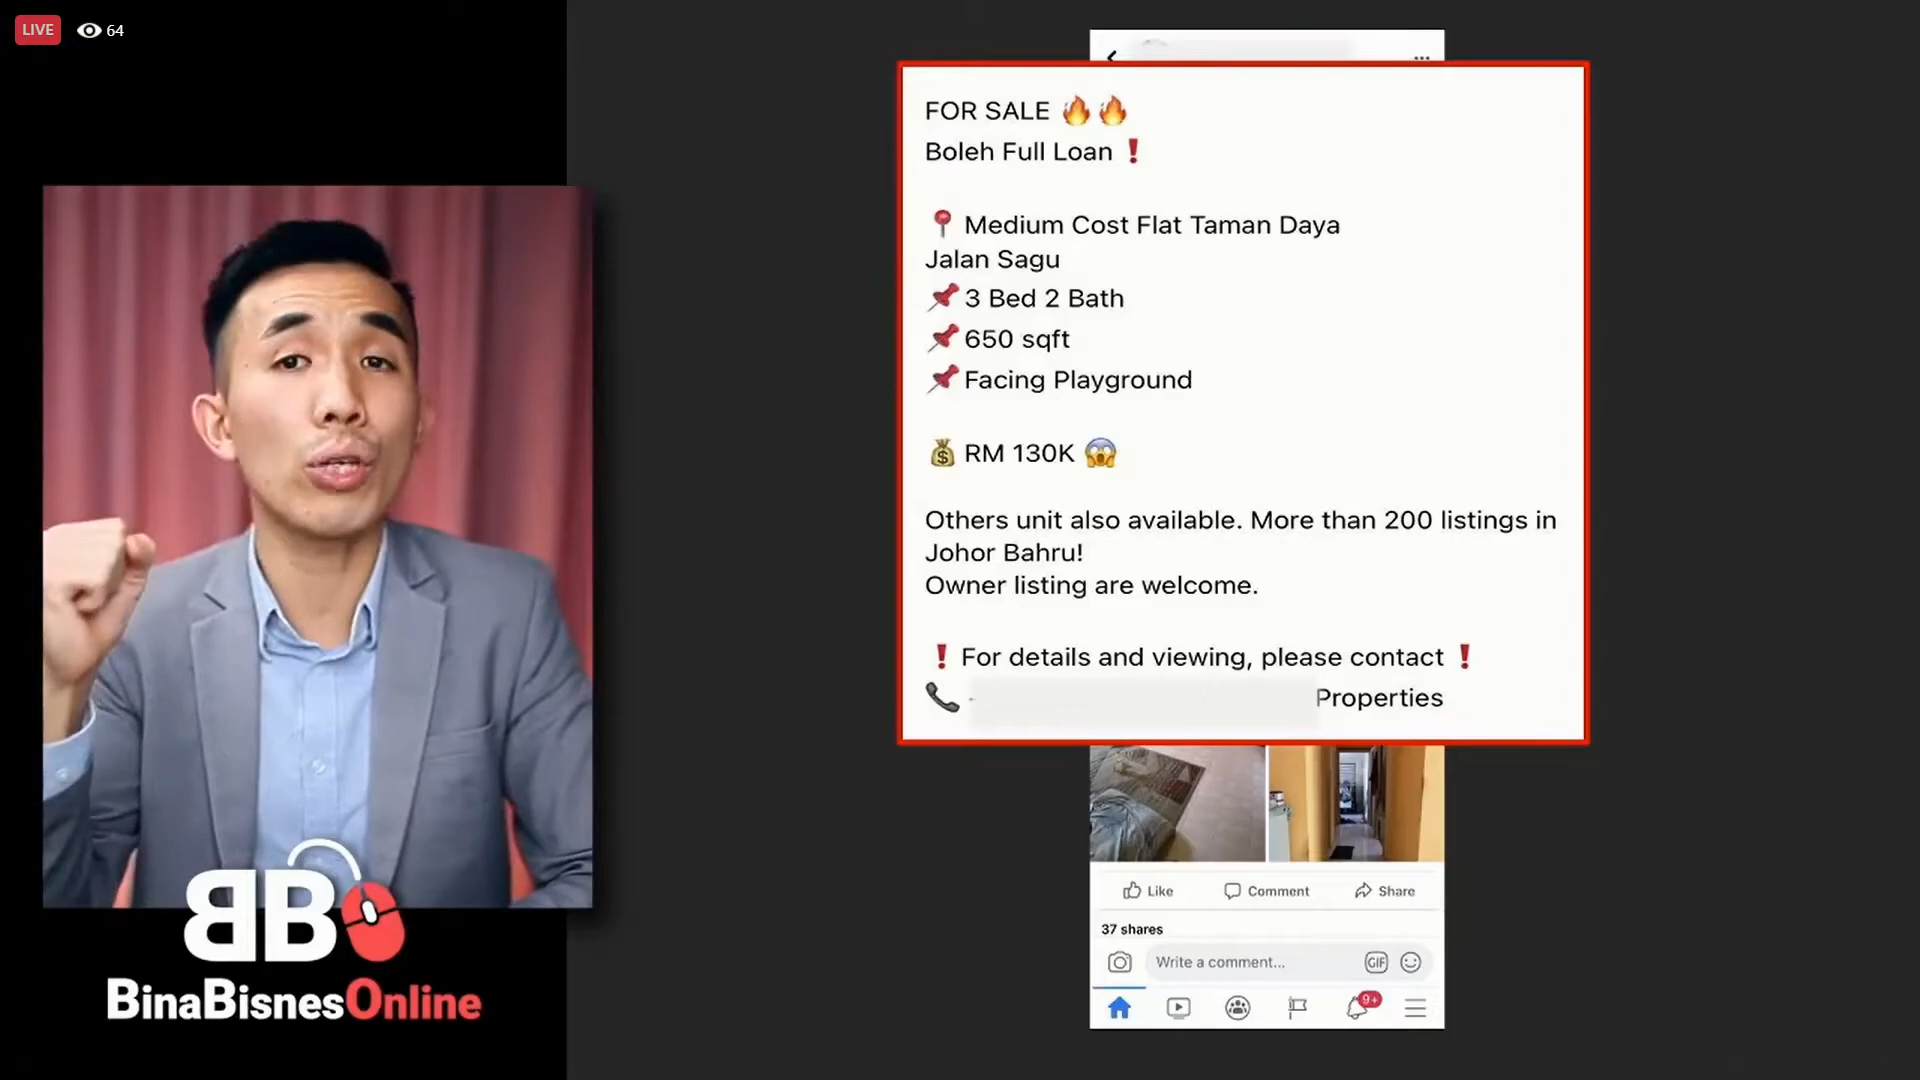 LIVE 64
FOR SALE 🔥🔥
Boleh Full Loan ❗
📍 Medium Cost Flat Taman Daya
Jalan Sagu
📌 3 Bed 2 Bath
📌 650 sqft
📌 Facing Playground
💰 RM 130K 😱
Others unit also available. More than 200 listings in
Johor Bahru!
Owner listing are welcome.
❗ For details and viewing, please contact ❗
📞 - Properties
Like Comment Share
37 shares
Write a comment... GIF
9+
BB
BinaBisnesOnline